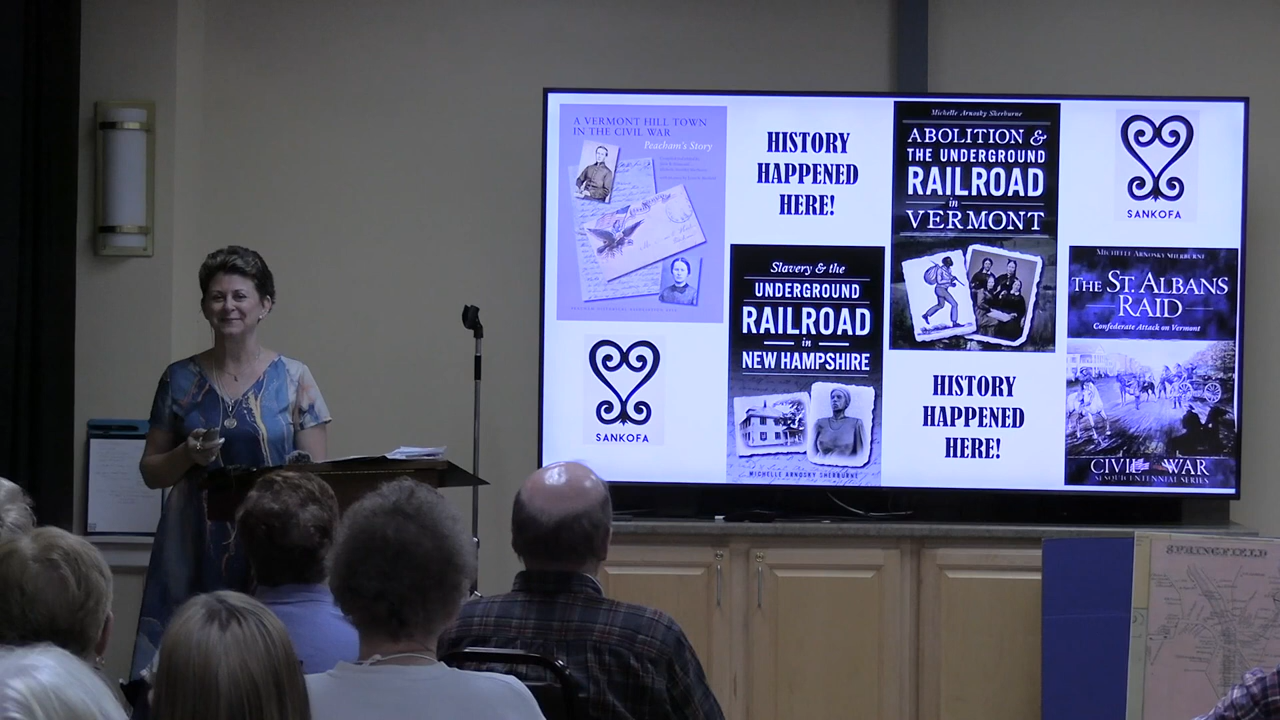 A VERMONT HILL TOWN
IN THE CIVIL WAR
Peacham's Story
HISTORY
HAPPENED
HERE!
Michelle Arnosky Sherburne
ABOLITION &
THE UNDERGROUND
RAILROAD
in
VERMONT
SANKOFA
SANKOFA
Slavery & the
UNDERGROUND
RAILROAD
in
NEW HAMPSHIRE
MICHELLE ARNOSKY SHERBURNE
HISTORY
HAPPENED
HERE!
MICHELLE ARNOSKY SHERBURNE
THE ST. ALBANS
RAID
Confederate Attack on Vermont
CIVIL WAR
SESQUICENTENNIAL SERIES
SPRINGFIELD